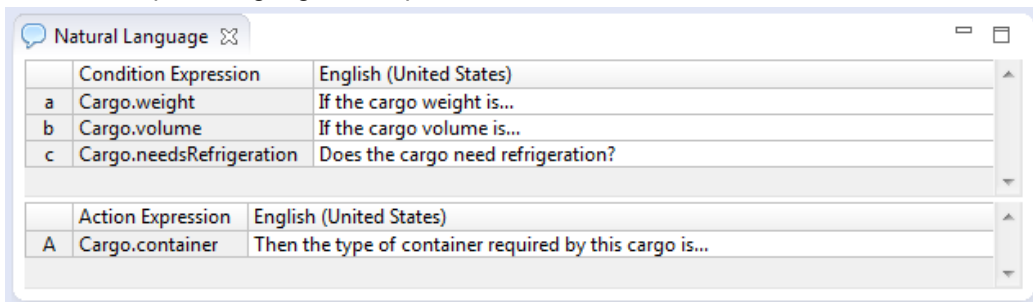 Natural Language
Condition Expression English (United States)
a Cargo.weight If the cargo weight is...
b Cargo.volume If the cargo volume is...
c Cargo.needsRefrigeration Does the cargo need refrigeration?
Action Expression English (United States)
A Cargo.container Then the type of container required by this cargo is...